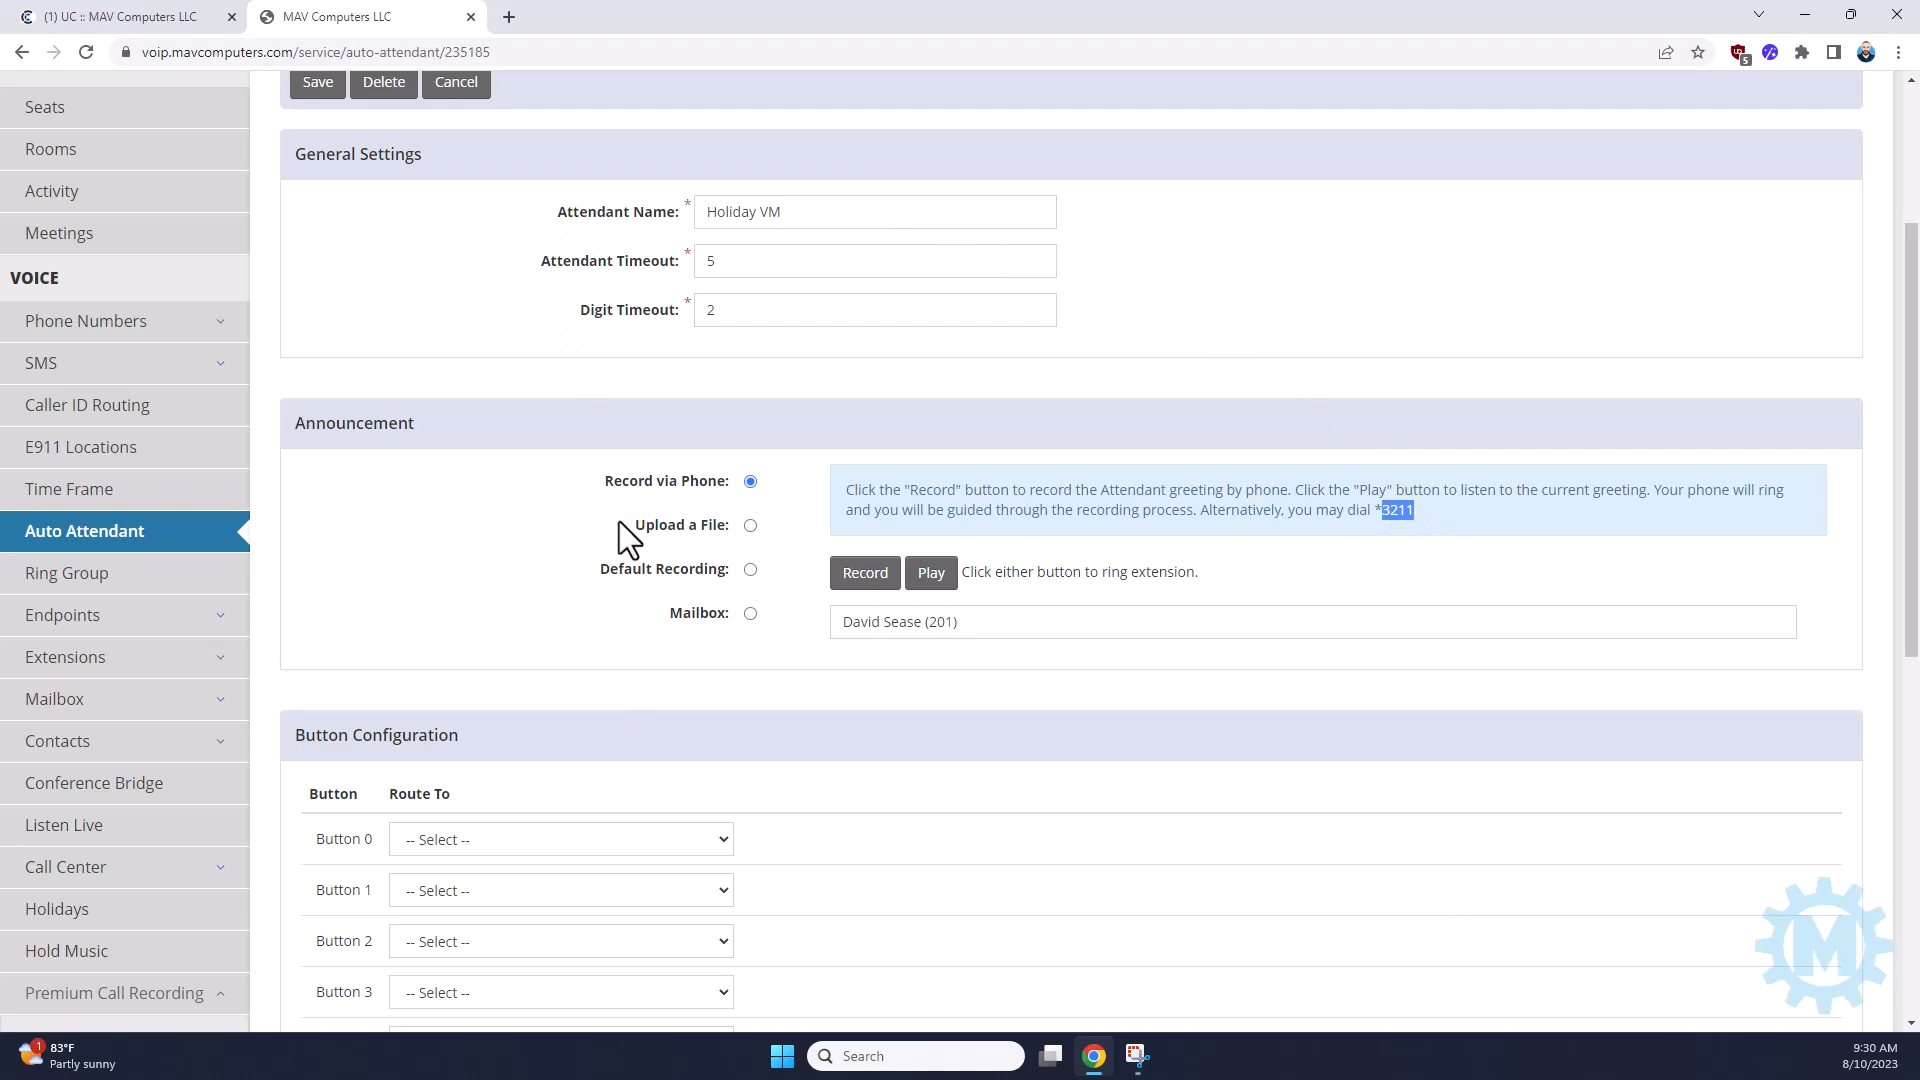 (1) UC :: MAV Computers LLC
MAV Computers LLC
voip.mavcomputers.com/service/auto-attendant/235185
5
Save
Delete
Cancel
Seats
Rooms
Activity
Meetings
VOICE
Phone Numbers
SMS
Caller ID Routing
E911 Locations
Time Frame
Auto Attendant
Ring Group
Endpoints
Extensions
Mailbox
Contacts
Conference Bridge
Listen Live
Call Center
Holidays
Hold Music
Premium Call Recording
General Settings
Attendant Name: * Holiday VM
Attendant Timeout: * 5
Digit Timeout: * 2
Announcement
Record via Phone:
Upload a File:
Default Recording:
Mailbox:
Click the "Record" button to record the Attendant greeting by phone. Click the "Play" button to listen to the current greeting. Your phone will ring
and you will be guided through the recording process. Alternatively, you may dial *3211
Record Play Click either button to ring extension.
David Sease (201)
Button Configuration
Button Route To
Button 0 -- Select --
Button 1 -- Select --
Button 2 -- Select --
Button 3 -- Select --
M
1
83°F
Partly sunny
Search
9:30 AM
8/10/2023